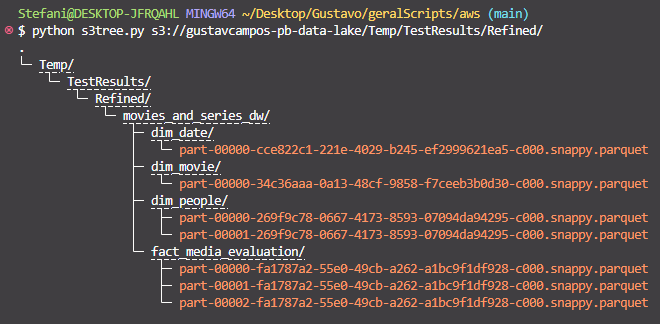 Stefani@DESKTOP-JFRQAHL MINGW64 ~/Desktop/Gustavo/geralScripts/aws (main)
$ python s3tree.py s3://gustavcampos-pb-data-lake/Temp/TestResults/Refined/
.
└─ Temp/
   └─ TestResults/
      └─ Refined/
         └─ movies_and_series_dw/
            ├─ dim_date/
            │  └─ part-00000-cce822c1-221e-4029-b245-ef2999621ea5-c000.snappy.parquet
            ├─ dim_movie/
            │  └─ part-00000-34c36aaa-0a13-48cf-9858-f7ceeb3b0d30-c000.snappy.parquet
            ├─ dim_people/
            │  ├─ part-00000-269f9c78-0667-4173-8593-07094da94295-c000.snappy.parquet
            │  └─ part-00001-269f9c78-0667-4173-8593-07094da94295-c000.snappy.parquet
            └─ fact_media_evaluation/
               ├─ part-00000-fa1787a2-55e0-49cb-a262-a1bc9f1df928-c000.snappy.parquet
               ├─ part-00001-fa1787a2-55e0-49cb-a262-a1bc9f1df928-c000.snappy.parquet
               └─ part-00002-fa1787a2-55e0-49cb-a262-a1bc9f1df928-c000.snappy.parquet